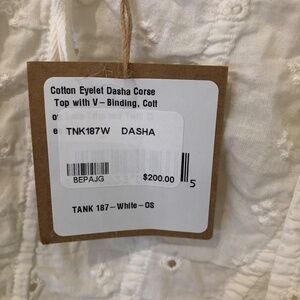 Cotton Eyelet Dasha Corse
Top with V-Binding, Cott
TNK187W DASHA
BEPAJG
$200.00
5
TANK 187-White-OS